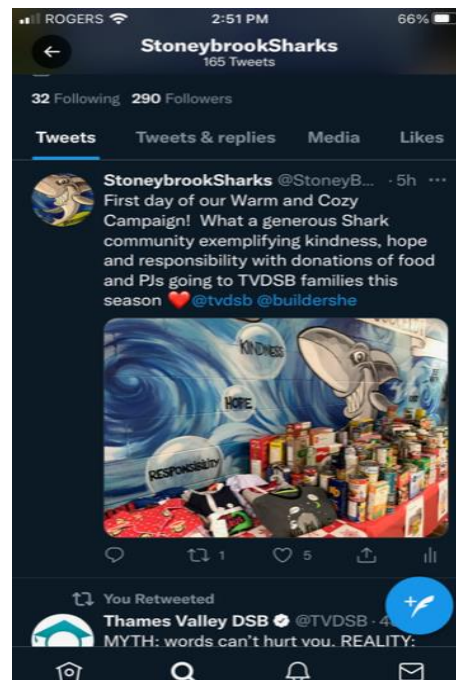 ROGERS 2:51 PM 66%
StoneybrookSharks
165 Tweets
32 Following 290 Followers
Tweets Tweets & replies Media Likes
StoneybrookSharks @StoneyB... · 5h
First day of our Warm and Cozy
Campaign! What a generous Shark
community exemplifying kindness, hope
and responsibility with donations of food
and PJs going to TVDSB families this
season ❤️ @tvdsb @buildershe
KINDNESS
HOPE
RESPONSIBILITY
1 5
You Retweeted
Thames Valley DSB @TVDSB ·
MYTH: words can't hurt you. REALITY: